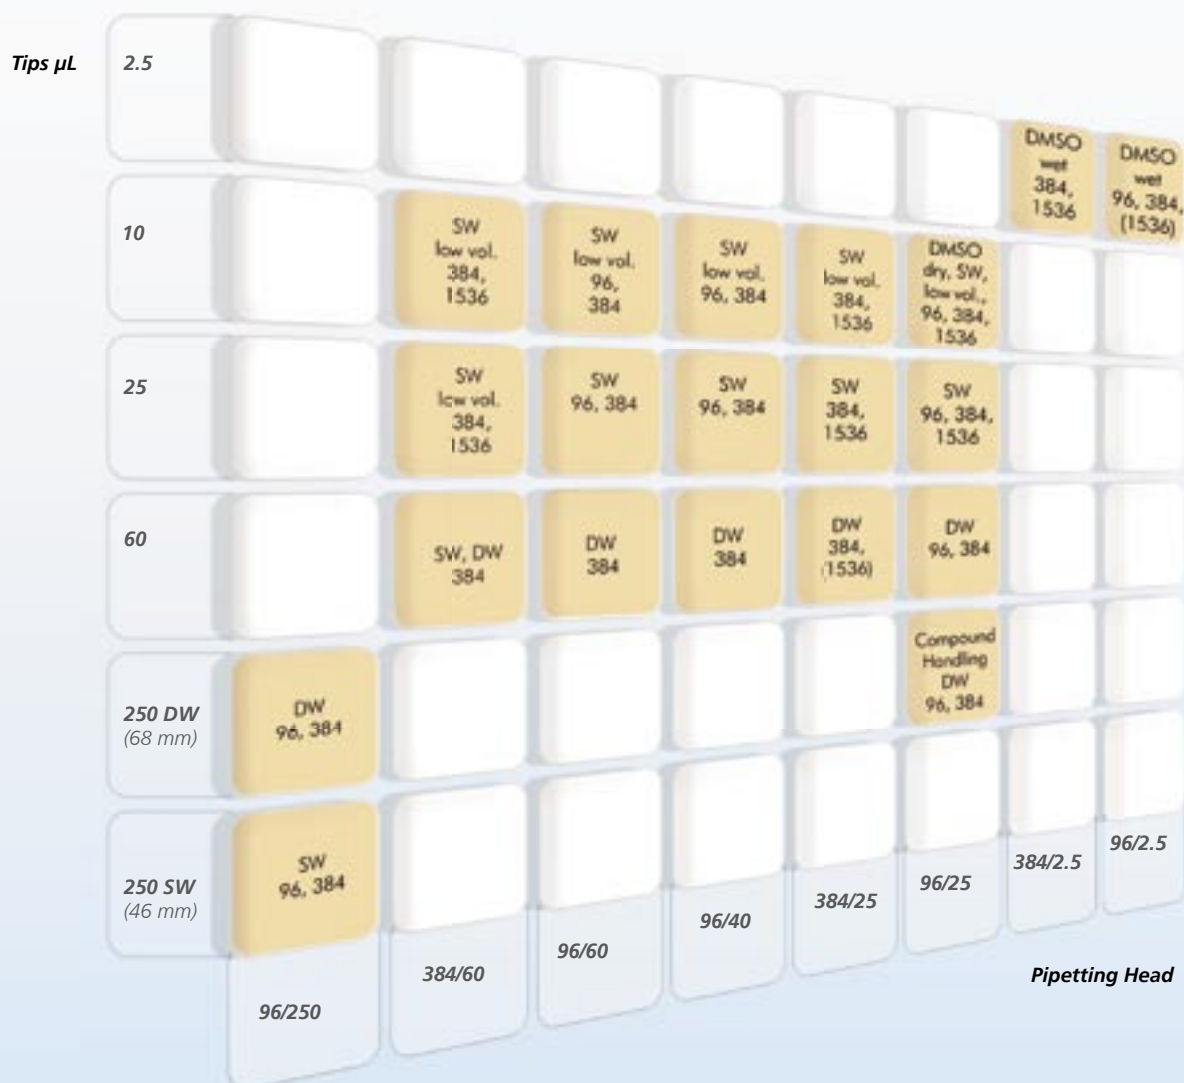 Tips µL
2.5
DMSO
wet
384,
1536
DMSO
wet
96, 384,
(1536)
10
SW
low vol.
384,
1536
SW
low vol.
96,
384
SW
low vol.
96, 384
SW
low vol.
384,
1536
DMSO
dry, SW,
low vol.,
96, 384,
1536
25
SW
low vol.
384,
1536
SW
96, 384
SW
96, 384
SW
384,
1536
SW
96, 384,
1536
60
SW, DW
384
DW
384
DW
384
DW
384,
(1536)
DW
96, 384
250 DW
(68 mm)
DW
96, 384
Compound
Handling
DW
96, 384
250 SW
(46 mm)
SW
96, 384
96/250
384/60
96/60
96/40
384/25
96/25
384/2.5
96/2.5
Pipetting Head